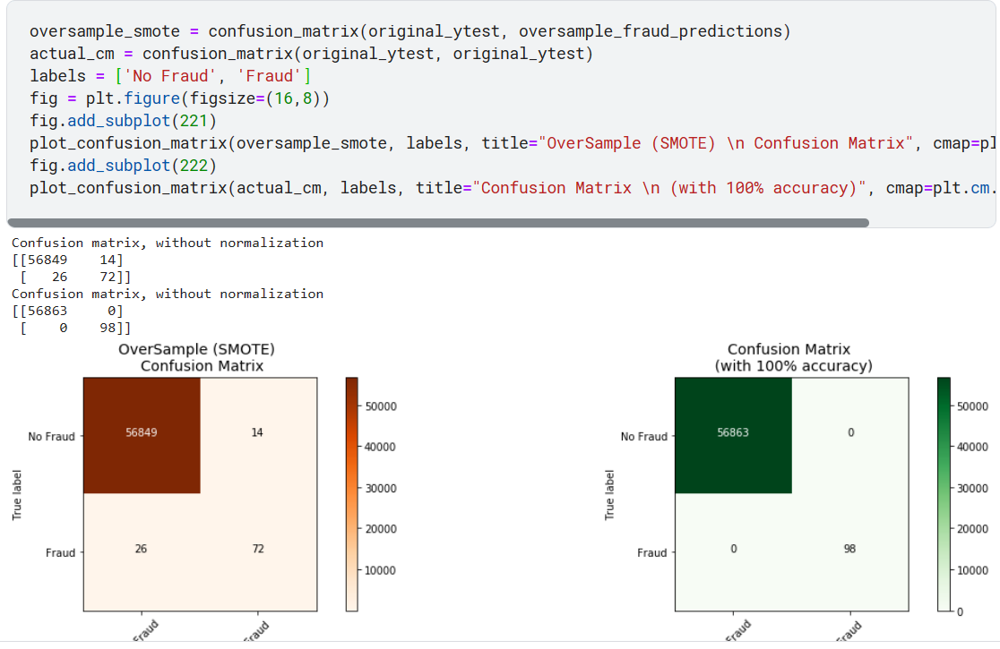 oversample_smote = confusion_matrix(original_ytest, oversample_fraud_predictions)
actual_cm = confusion_matrix(original_ytest, original_ytest)
labels = ['No Fraud', 'Fraud']
fig = plt.figure(figsize=(16,8))
fig.add_subplot(221)
plot_confusion_matrix(oversample_smote, labels, title="OverSample (SMOTE) \n Confusion Matrix", cmap=pl
fig.add_subplot(222)
plot_confusion_matrix(actual_cm, labels, title="Confusion Matrix \n (with 100% accuracy)", cmap=plt.cm.
Confusion matrix, without normalization
[[56849    14]
 [   26    72]]
Confusion matrix, without normalization
[[56863     0]
 [    0    98]]
OverSample (SMOTE)
Confusion Matrix
No Fraud
Fraud
True label
56849
14
26
72
50000
40000
30000
20000
10000
Fraud
Fraud
Confusion Matrix
(with 100% accuracy)
No Fraud
Fraud
True label
56863
0
0
98
50000
40000
30000
20000
10000
0
Fraud
Fraud